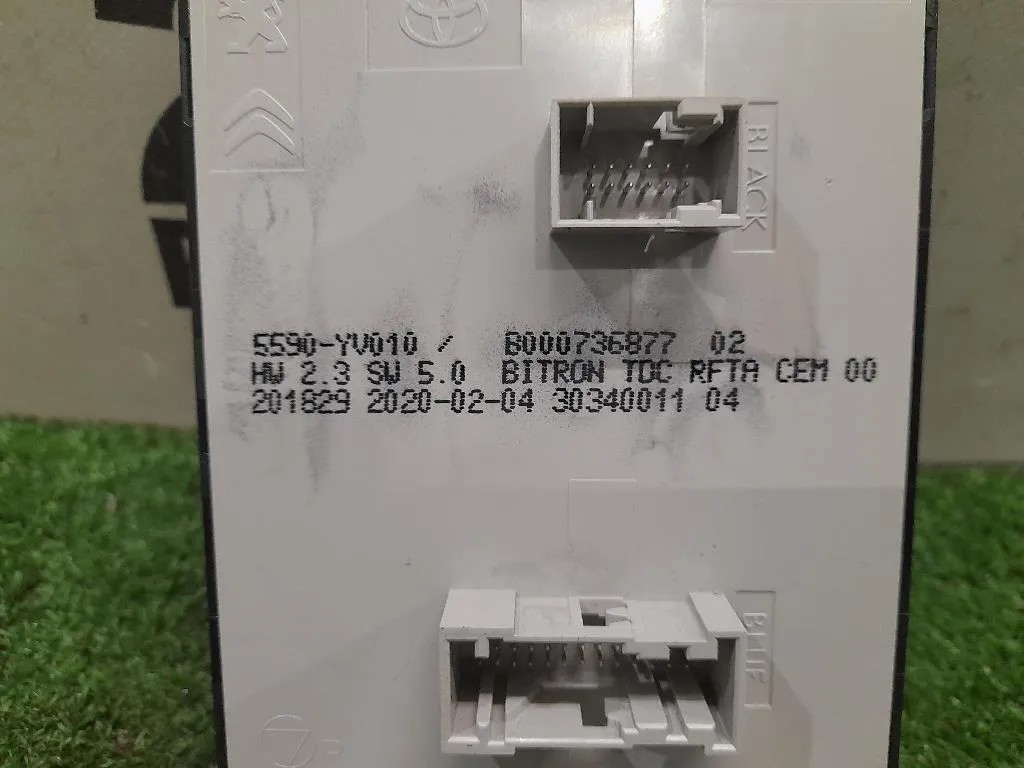 BLACK
5590-YV010 / B000736877 02
HW 2.3 SW 5.0 BITRON TDC RFTA CEM 00
201829 2020-02-04 30340011 04